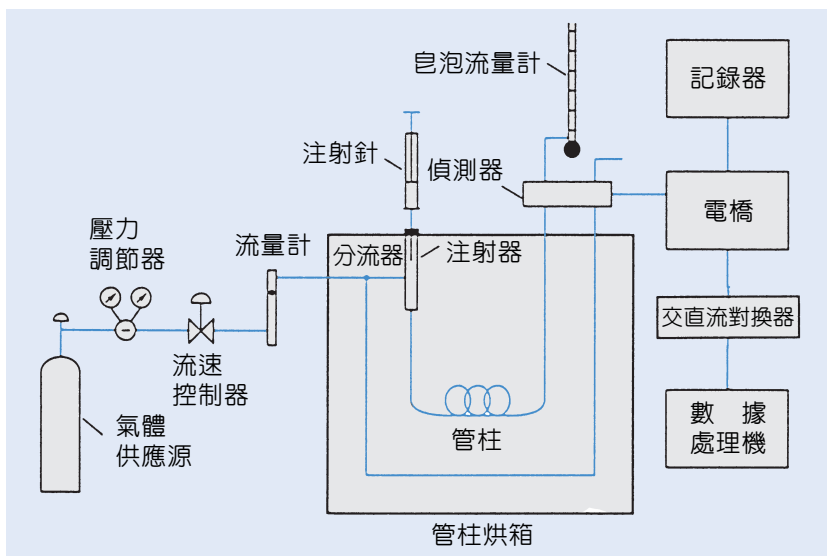 皂泡流量計
記錄器
注射針
偵測器
電橋
壓力
調節器
流量計
分流器
注射器
交直流對換器
流速
控制器
氣體
供應源
管柱
數 據
處理機
管柱烘箱